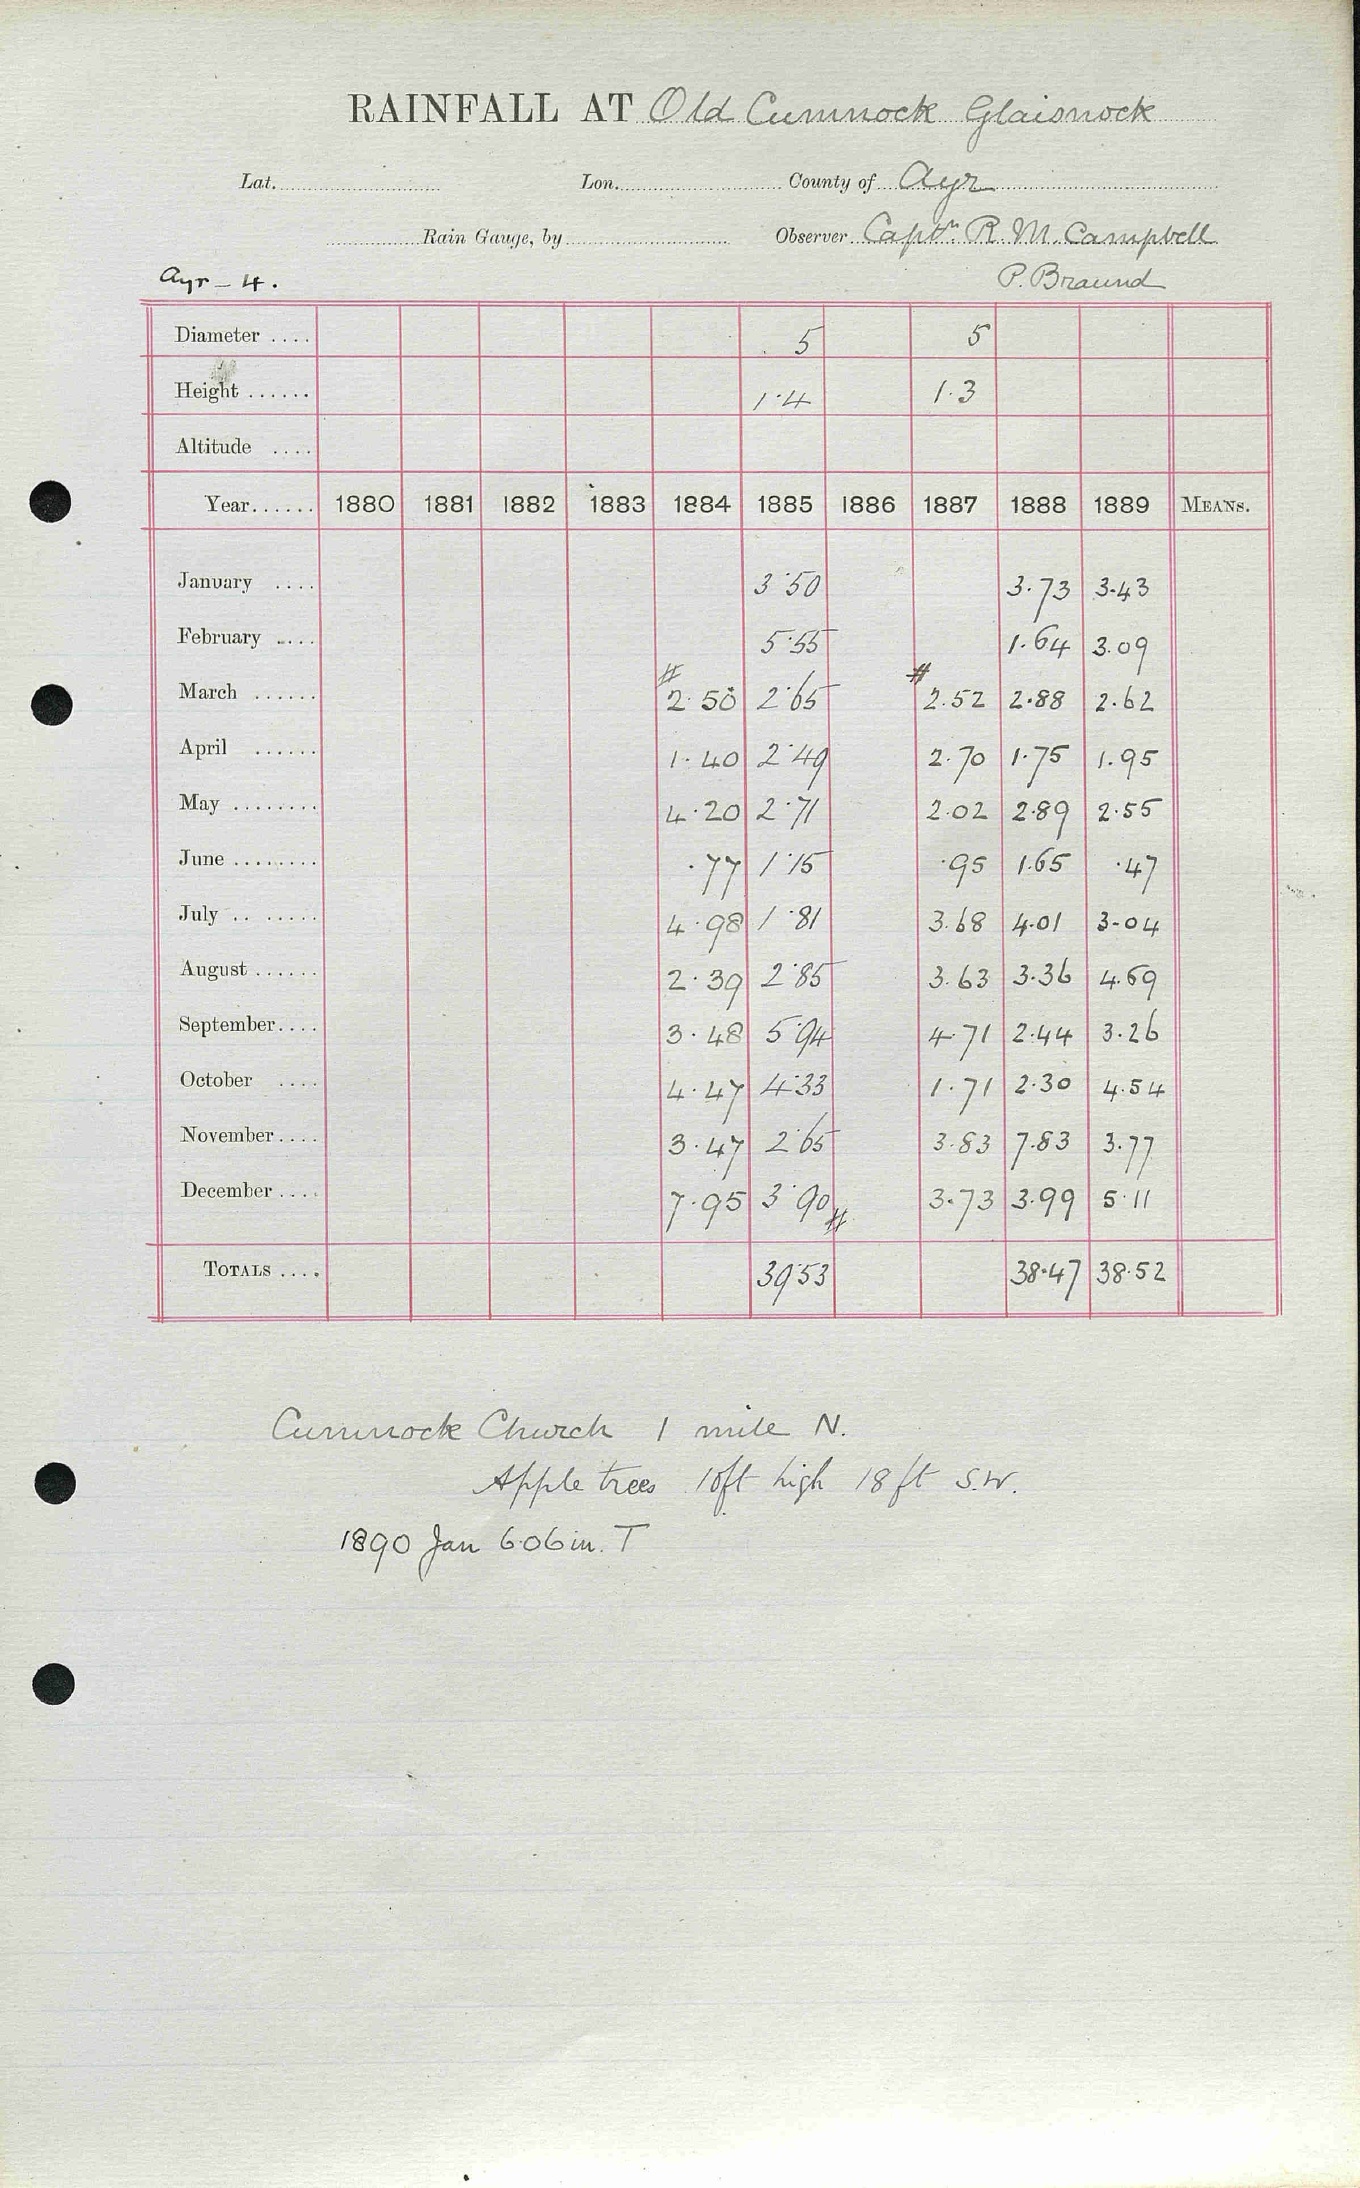 RAINFALL AT Old Cumnock Glaisnock
Lat. Lon. County of Ayr
Rain Gauge, by Observer Captn. R. M. Campbell
Ayr - 4. P. Braund
Diameter .... 5 5
Height ...... 1.4 1.3
Altitude ....
Year...... 1880 1881 1882 1883 1884 1885 1886 1887 1888 1889 MEANS.
January .... 3.50 3.73 3.43
February .... 5.55 1.64 3.09
# #
March ...... 2.50 2.65 2.52 2.88 2.62
April ...... 1.40 2.49 2.70 1.75 1.95
May ........ 4.20 2.71 2.02 2.89 2.55
June ........ .77 1.15 .95 1.65 .47
July .. ..... 4.98 1.81 3.68 4.01 3.04
August ...... 2.39 2.85 3.63 3.36 4.69
September.... 3.48 5.94 4.71 2.44 3.26
October .... 4.47 4.33 1.71 2.30 4.54
November.... 3.47 2.65 3.83 7.83 3.77
December .... 7.95 3.90 # 3.73 3.99 5.11
TOTALS .... 39.53 38.47 38.52
Cumnock Church 1 mile N.
Apple trees 10ft high 18 ft S.W.
1890 Jan 6.06 in. T